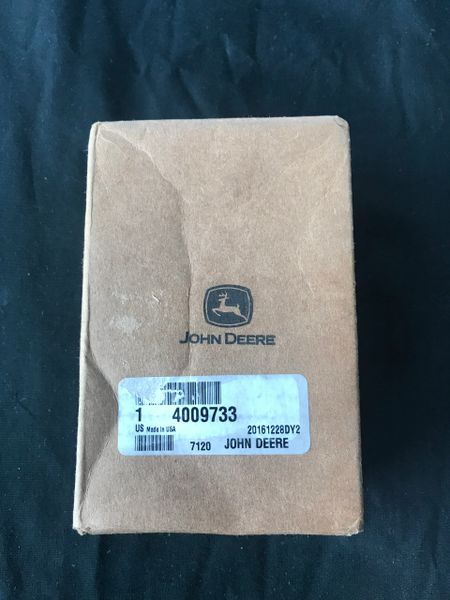 JOHN DEERE
1 4009733
US Made in USA 20161228DY2
7120 JOHN DEERE